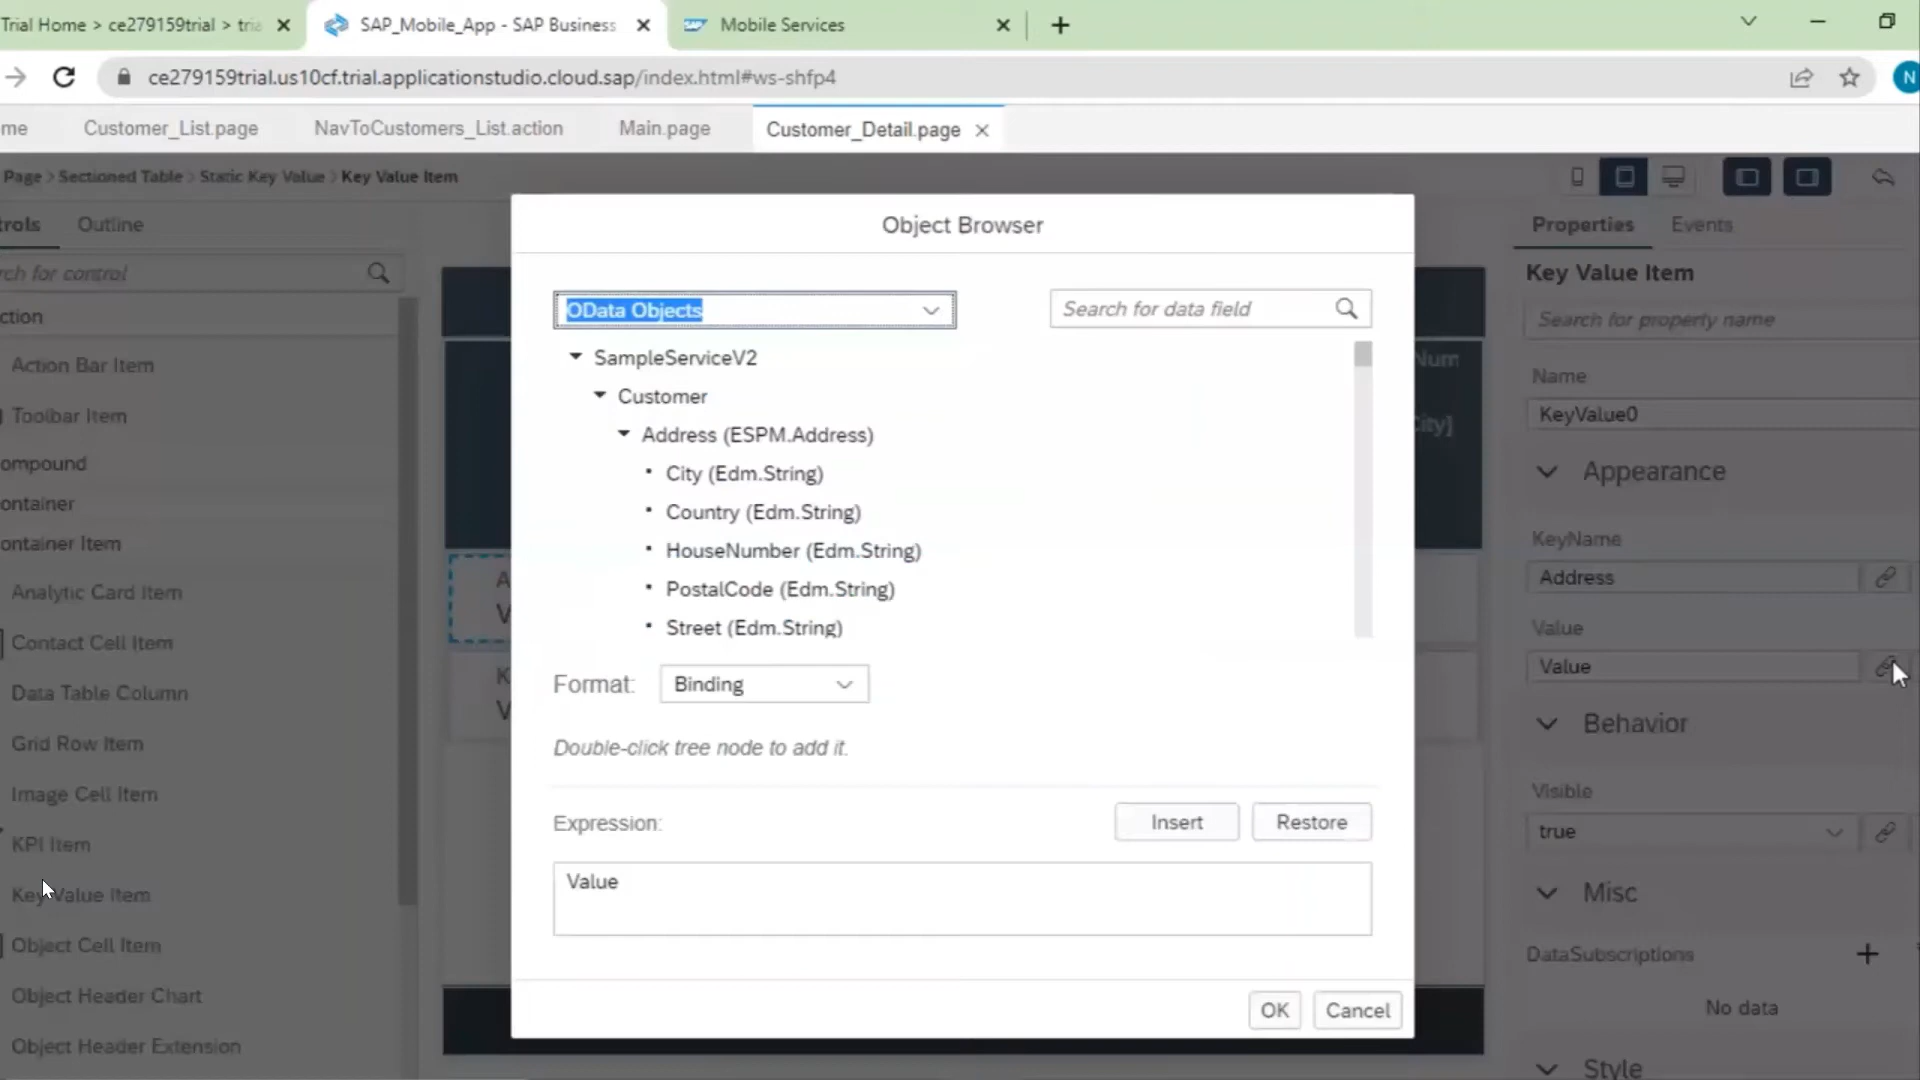 Trial Home > ce279159trial > tria
SAP_Mobile_App - SAP Business
Mobile Services
ce279159trial.us10cf.trial.applicationstudio.cloud.sap/index.html#ws-shfp4
N
me
Customer_List.page
NavToCustomers_List.action
Main.page
Customer_Detail.page
Page > Sectioned Table > Static Key Value > Key Value Item
trols
Outline
rch for control
ction
Action Bar Item
Toolbar Item
ompound
ontainer
ontainer Item
Analytic Card Item
Contact Cell Item
Data Table Column
Grid Row Item
Image Cell Item
KPI Item
Key Value Item
Object Cell Item
Object Header Chart
Object Header Extension
A
V
K
V
Num
City]
Object Browser
OData Objects
Search for data field
SampleServiceV2
Customer
Address (ESPM.Address)
City (Edm.String)
Country (Edm.String)
HouseNumber (Edm.String)
PostalCode (Edm.String)
Street (Edm.String)
Format:
Binding
Double-click tree node to add it.
Expression:
Insert
Restore
Value
OK
Cancel
Properties
Events
Key Value Item
Search for property name
Name
KeyValue0
Appearance
KeyName
Address
Value
Value
Behavior
Visible
true
Misc
DataSubscriptions
No data
Style